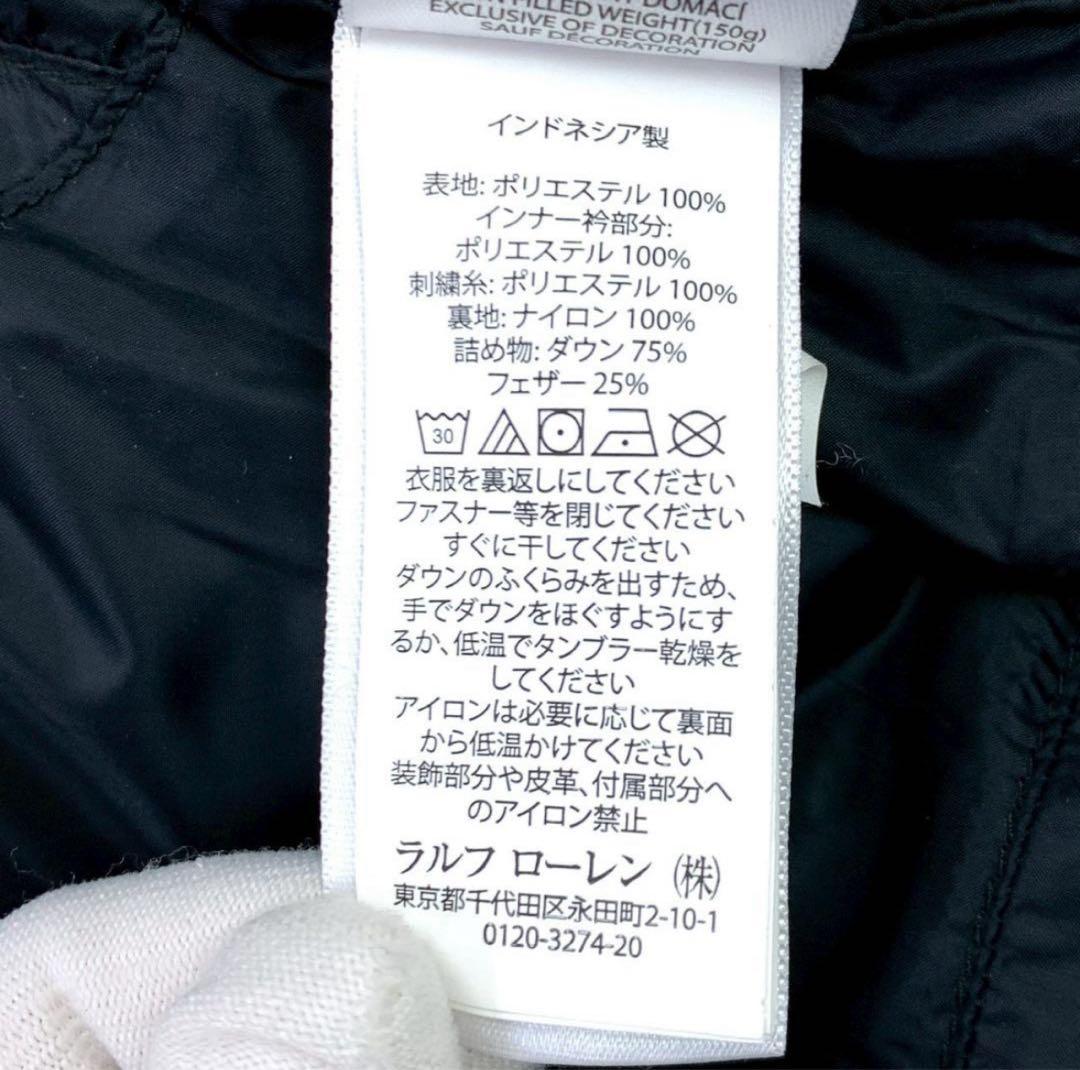 DOMACÍ
FILLED WEIGHT(150g)
EXCLUSIVE OF DECORATION
SAUF DÉCORATION
インドネシア製
表地: ポリエステル 100%
インナー衿部分:
ポリエステル 100%
刺繍糸: ポリエステル 100%
裏地: ナイロン 100%
詰め物: ダウン 75%
フェザー 25%
30
衣服を裏返しにしてください
ファスナー等を閉じてください
すぐに干してください
ダウンのふくらみを出すため、
手でダウンをほぐすようにす
るか、低温でタンブラー乾燥を
してください
アイロンは必要に応じて裏面
から低温かけてください
装飾部分や皮革、付属部分へ
のアイロン禁止
ラルフ ローレン (株)
東京都千代田区永田町2-10-1
0120-3274-20